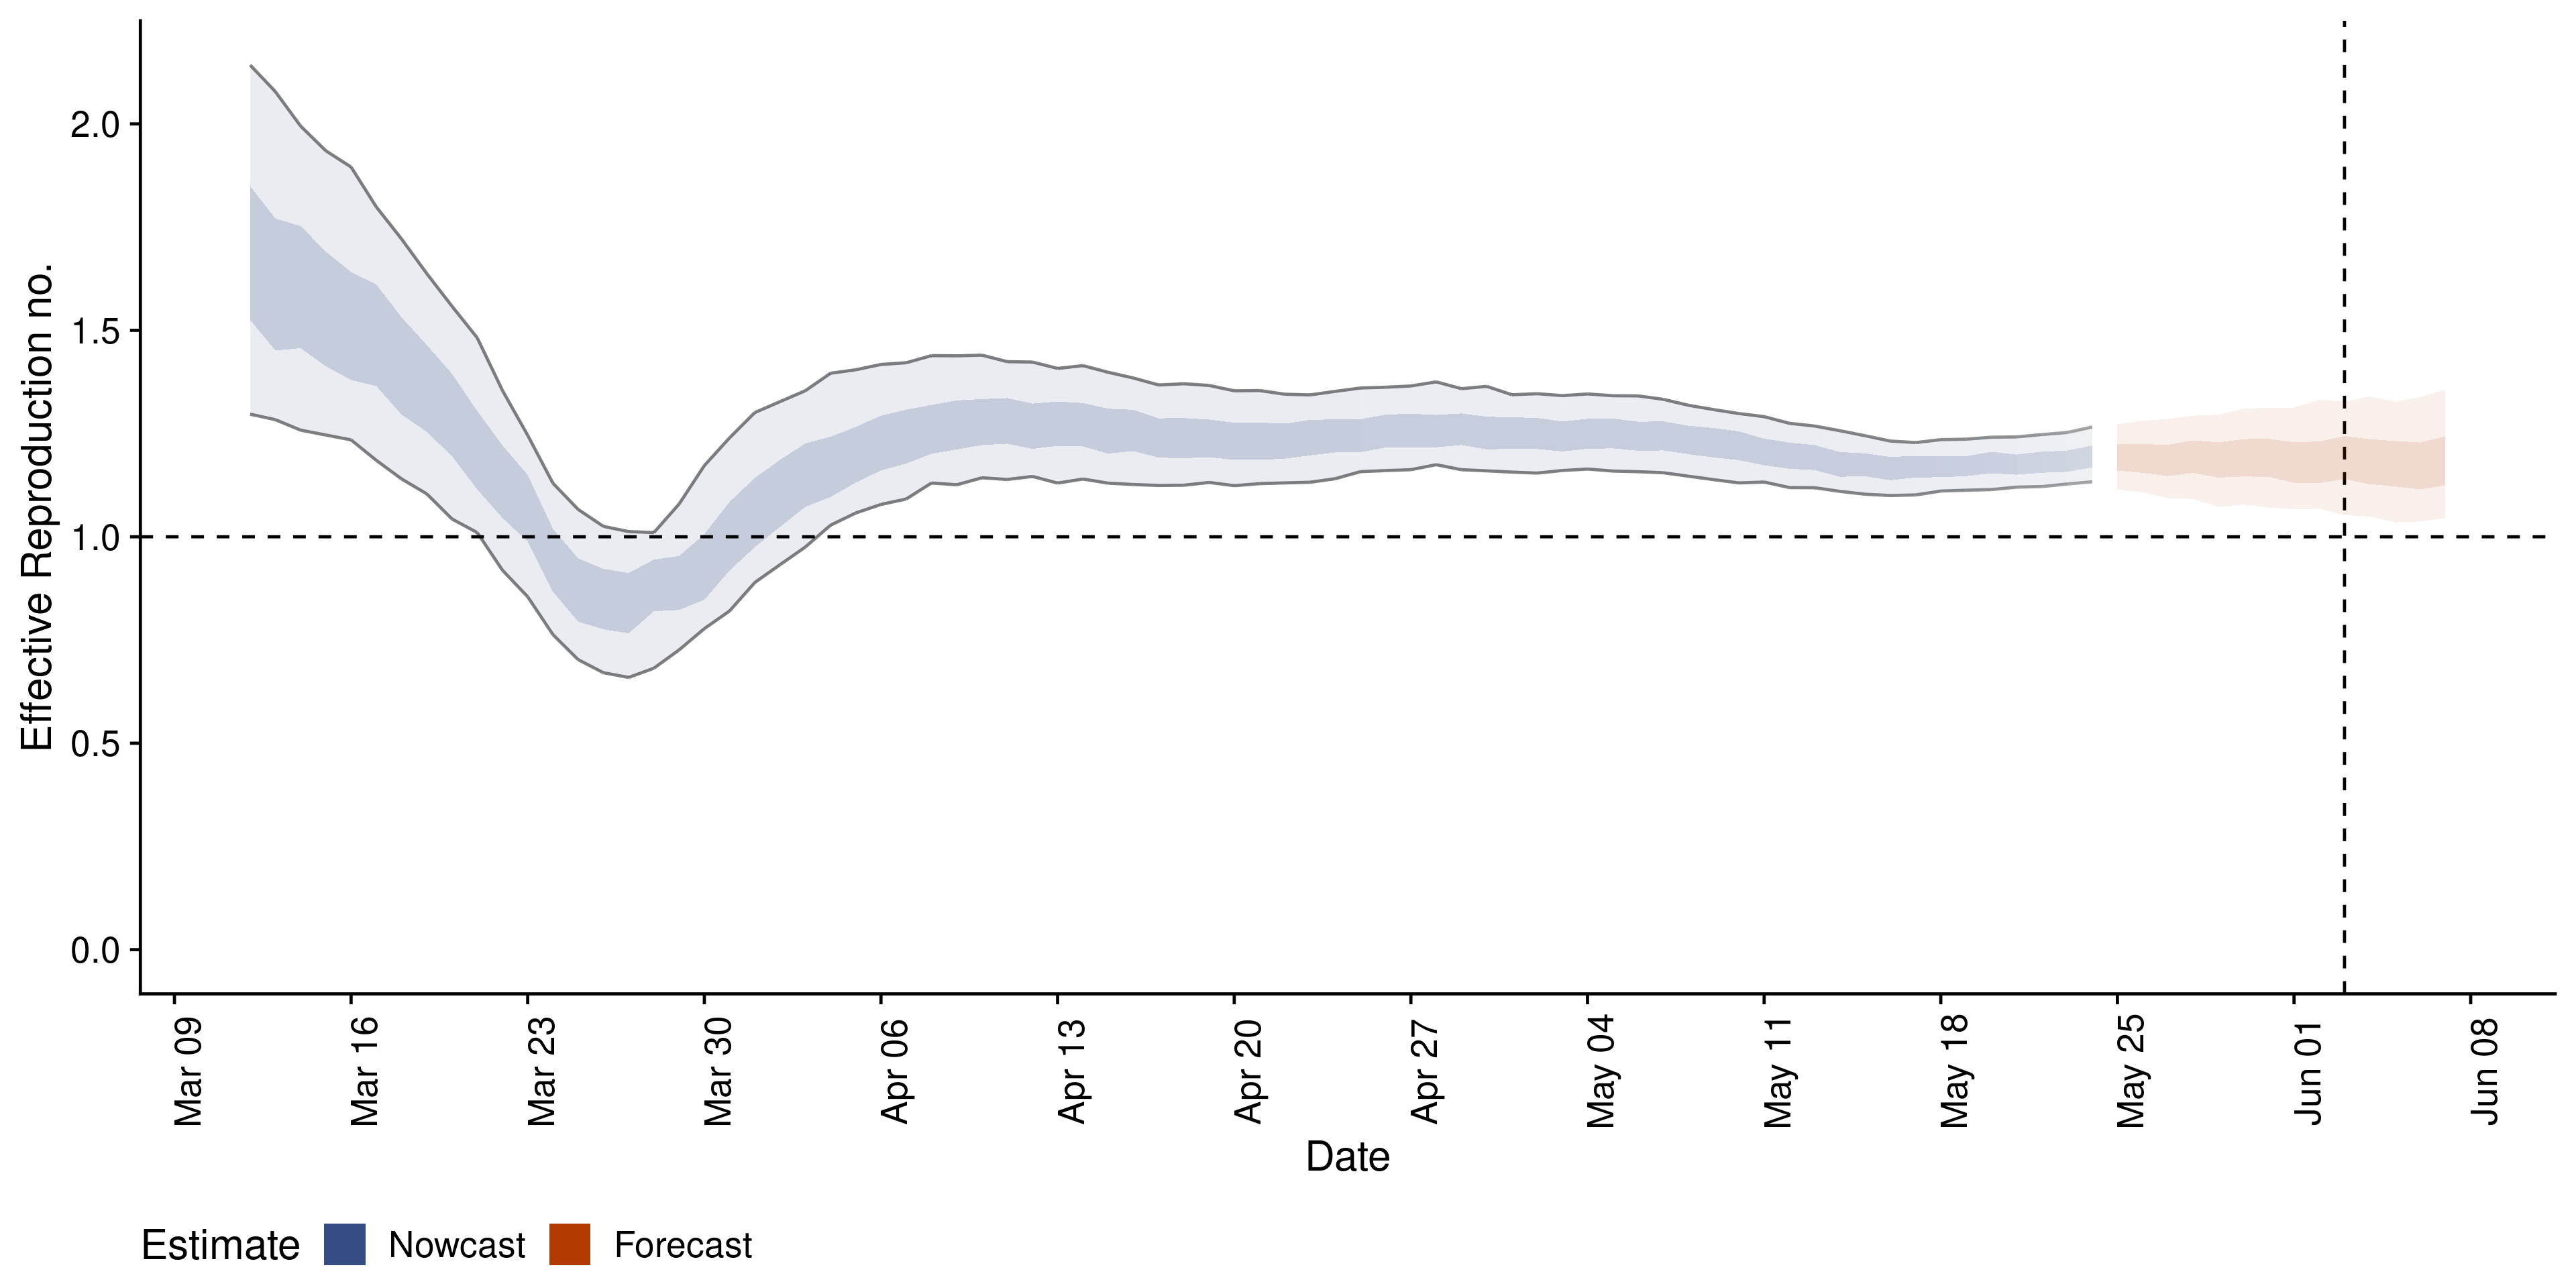 Effective Reproduction no.
2.0
1.5
1.0
0.5
0.0
Mar 09
Mar 16
Mar 23
Mar 30
Apr 06
Apr 13
Apr 20
Apr 27
May 04
May 11
May 18
May 25
Jun 01
Jun 08
Date
Estimate Nowcast Forecast